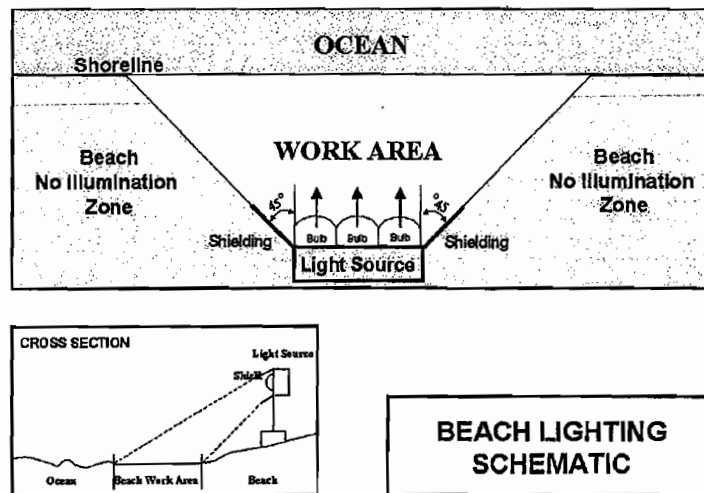 OCEAN
Shoreline
WORK AREA
Beach
No Illumination
Zone
Beach
No Illumination
Zone
45°
45°
Shielding
Bulb Bulb Bulb
Shielding
Light Source
CROSS SECTION
Light Source
Shield
Ocean Beach Work Area Beach
BEACH LIGHTING
SCHEMATIC